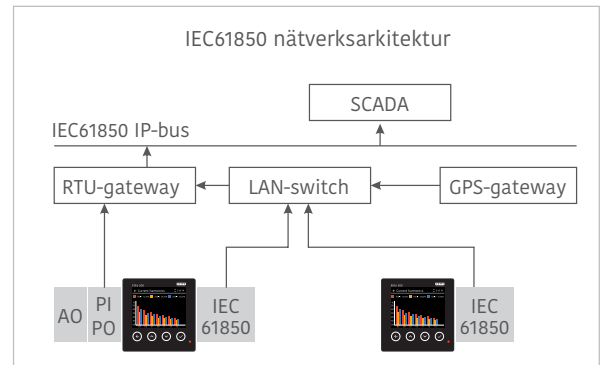 IEC61850 nätverksarkitektur
SCADA
IEC61850 IP-bus
RTU-gateway
LAN-switch
GPS-gateway
AO
PI
PO
IEC
61850
IEC
61850